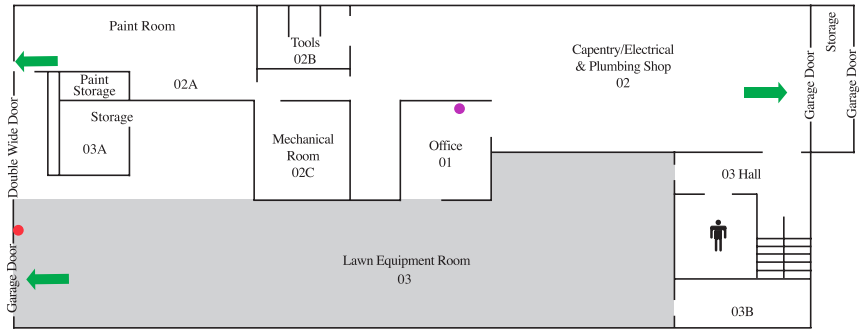 Paint Room
Tools
02B
Capentry/Electrical
& Plumbing Shop
02
Storage
Garage Door
Garage Door
Paint
Storage
02A
Storage
03A
Double Wide Door
Mechanical
Room
02C
Office
01
03 Hall
Garage Door
Lawn Equipment Room
03
03B